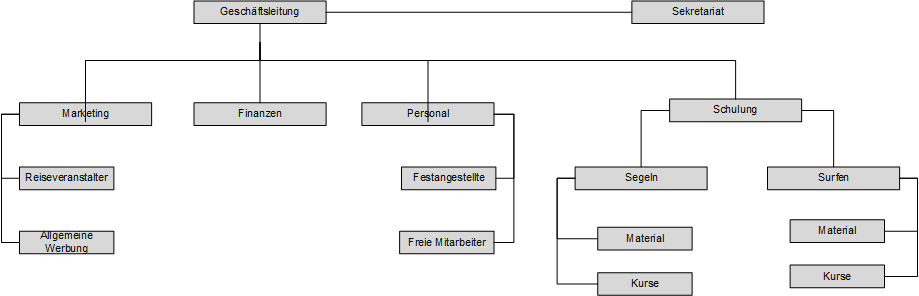 Geschäftsleitung
Sekretariat
Marketing
Finanzen
Personal
Schulung
Reiseveranstalter
Festangestellte
Segeln
Surfen
Allgemeine
Werbung
Freie Mitarbeiter
Material
Material
Kurse
Kurse